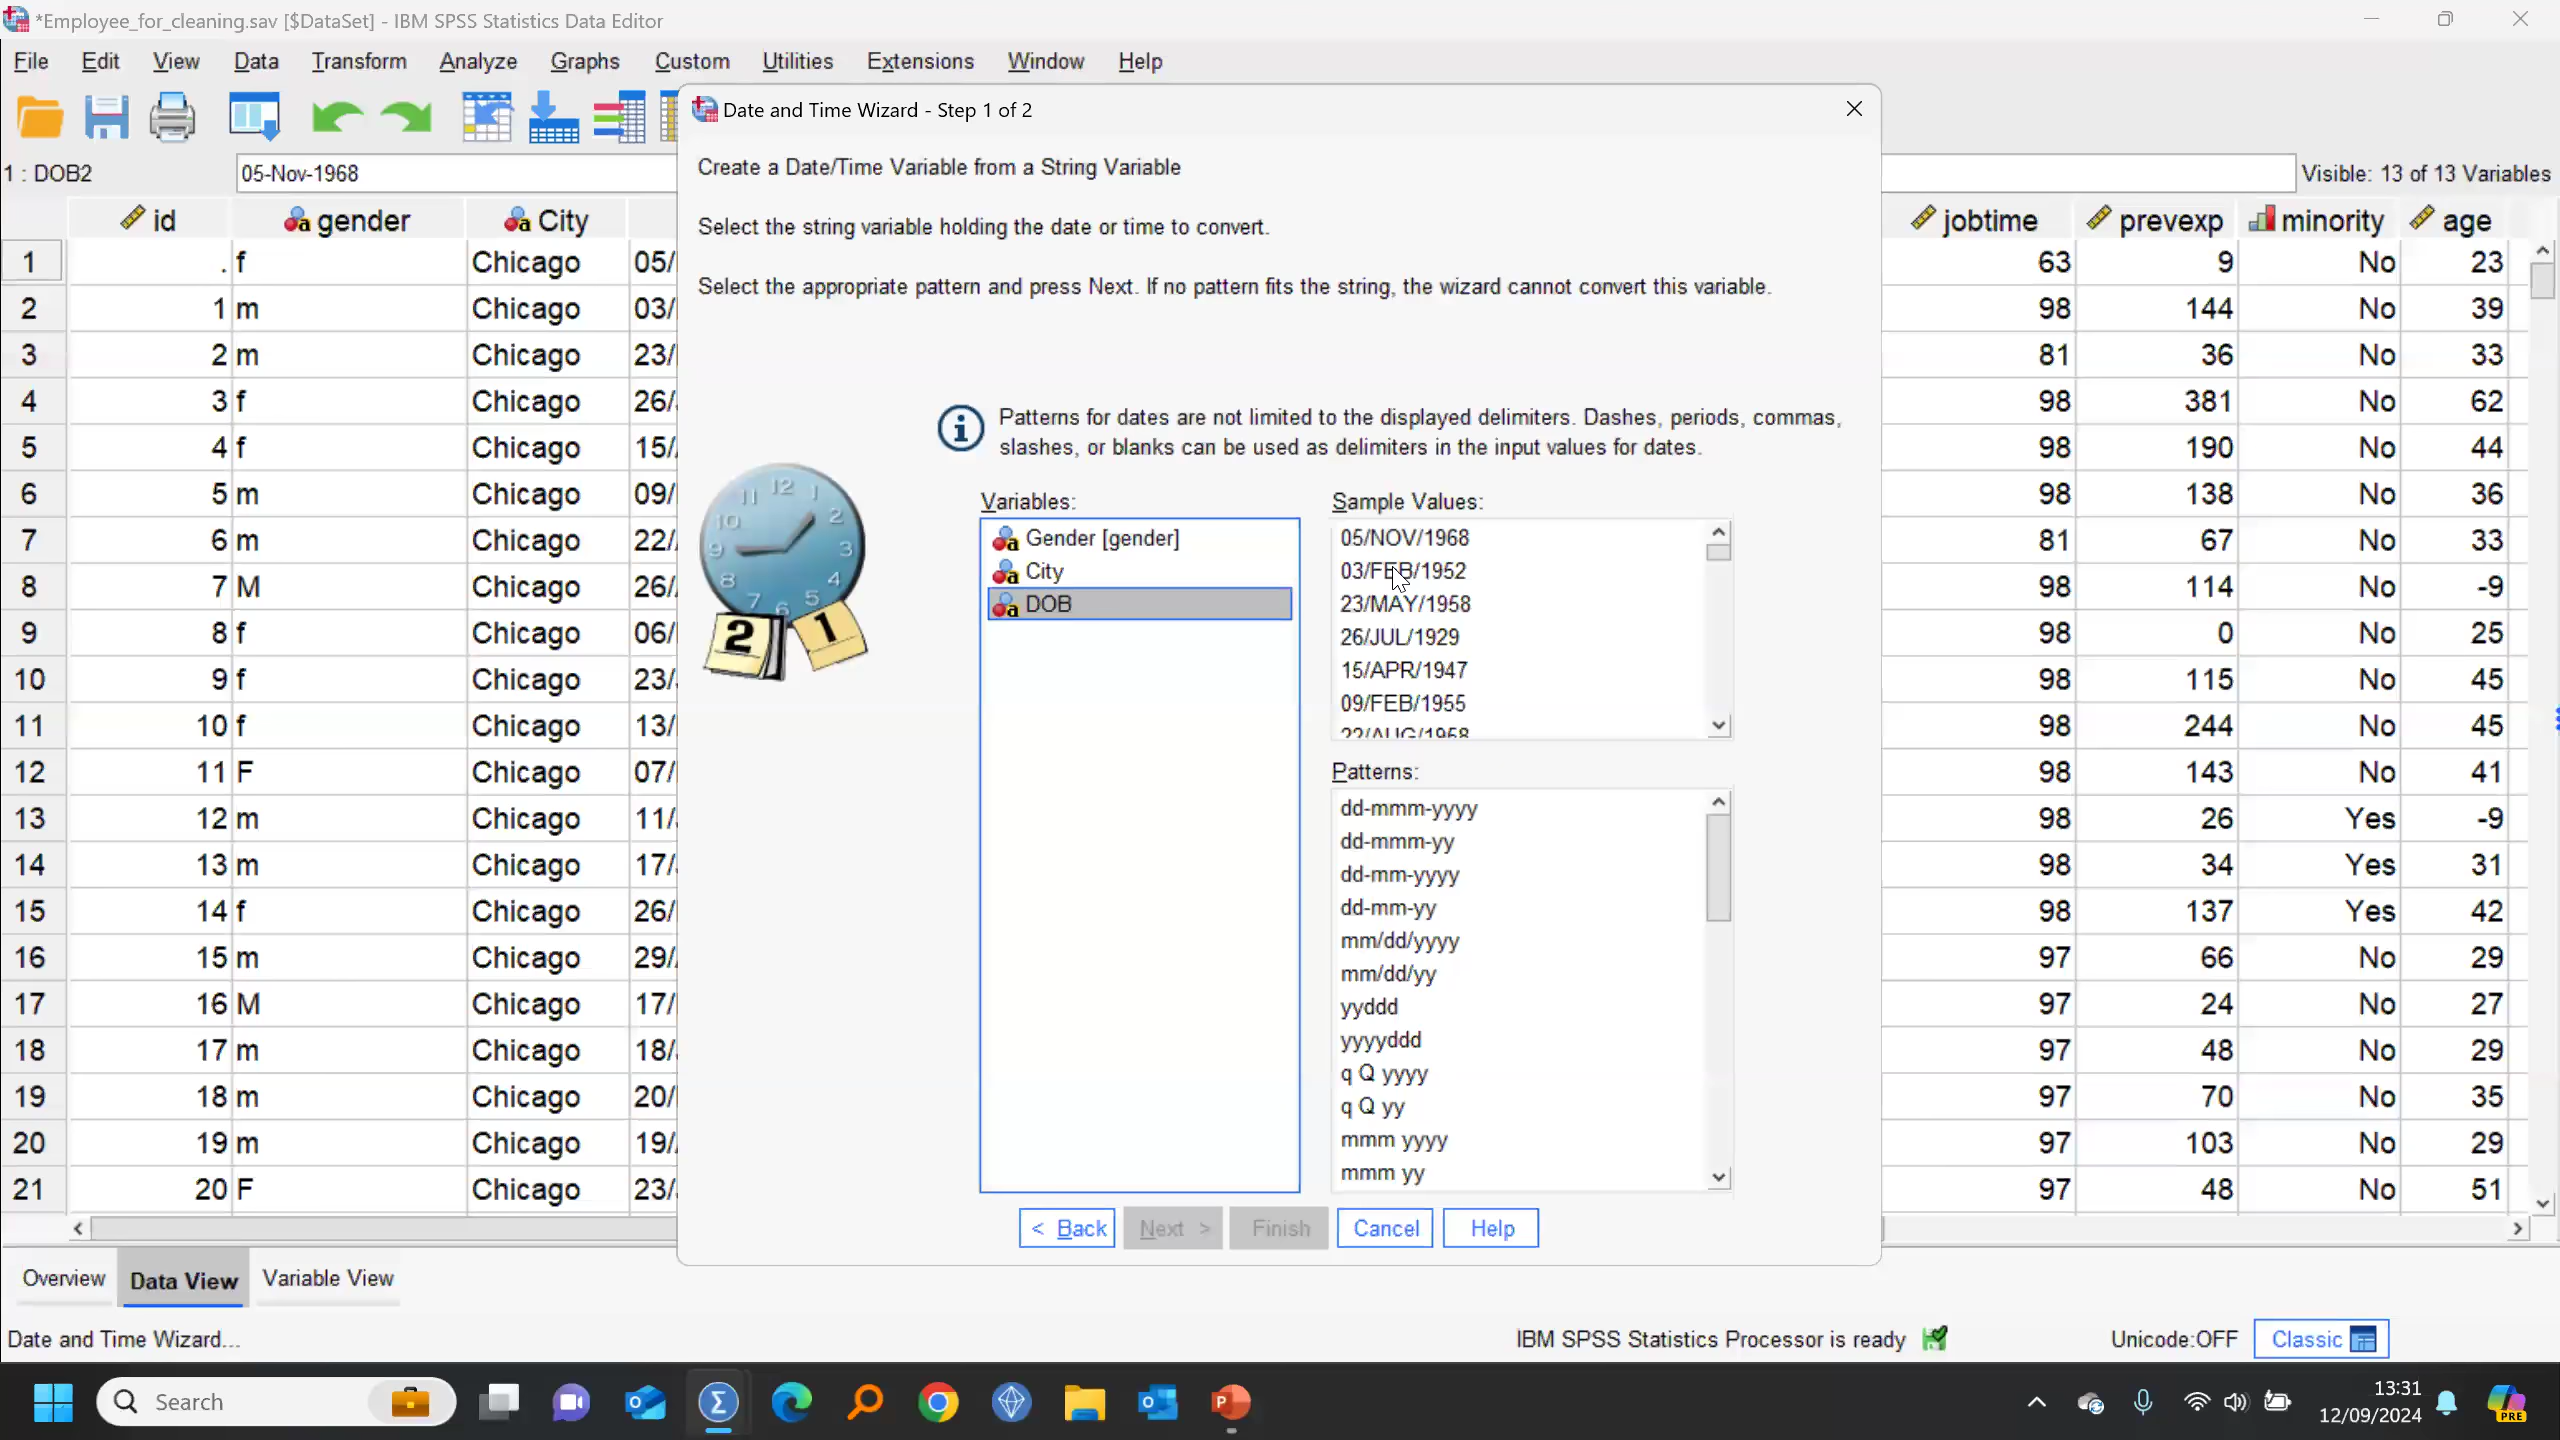 *Employee_for_cleaning.sav [$DataSet] - IBM SPSS Statistics Data Editor
File Edit View Data Transform Analyze Graphs Custom Utilities Extensions Window Help
1 : DOB2 05-Nov-1968 Visible: 13 of 13 Variables
id gender City jobtime prevexp minority age
1 . f Chicago 05/ 63 9 No 23
2 1 m Chicago 03/ 98 144 No 39
3 2 m Chicago 23/ 81 36 No 33
4 3 f Chicago 26/ 98 381 No 62
5 4 f Chicago 15/ 98 190 No 44
6 5 m Chicago 09/ 98 138 No 36
7 6 m Chicago 22/ 81 67 No 33
8 7 M Chicago 26/ 98 114 No -9
9 8 f Chicago 06/ 98 0 No 25
10 9 f Chicago 23/ 98 115 No 45
11 10 f Chicago 13/ 98 244 No 45
12 11 F Chicago 07/ 98 143 No 41
13 12 m Chicago 11/ 98 26 Yes -9
14 13 m Chicago 17/ 98 34 Yes 31
15 14 f Chicago 26/ 98 137 Yes 42
16 15 m Chicago 29/ 97 66 No 29
17 16 M Chicago 17/ 97 24 No 27
18 17 m Chicago 18/ 97 48 No 29
19 18 m Chicago 20/ 97 70 No 35
20 19 m Chicago 19/ 97 103 No 29
21 20 F Chicago 23/ 97 48 No 51
Date and Time Wizard - Step 1 of 2
Create a Date/Time Variable from a String Variable
Select the string variable holding the date or time to convert.
Select the appropriate pattern and press Next. If no pattern fits the string, the wizard cannot convert this variable.
Patterns for dates are not limited to the displayed delimiters. Dashes, periods, commas,
slashes, or blanks can be used as delimiters in the input values for dates.
12 1 2 3 4 5 6 7 8 9 10 11
2 1
Variables:
Gender [gender]
City
DOB
Sample Values:
05/NOV/1968
03/FEB/1952
23/MAY/1958
26/JUL/1929
15/APR/1947
09/FEB/1955
22/AUG/1958
Patterns:
dd-mmm-yyyy
dd-mmm-yy
dd-mm-yyyy
dd-mm-yy
mm/dd/yyyy
mm/dd/yy
yyddd
yyyyddd
q Q yyyy
q Q yy
mmm yyyy
mmm yy
< Back Next > Finish Cancel Help
Overview Data View Variable View
Date and Time Wizard... IBM SPSS Statistics Processor is ready Unicode:OFF Classic
Search
13:31
12/09/2024
PRE